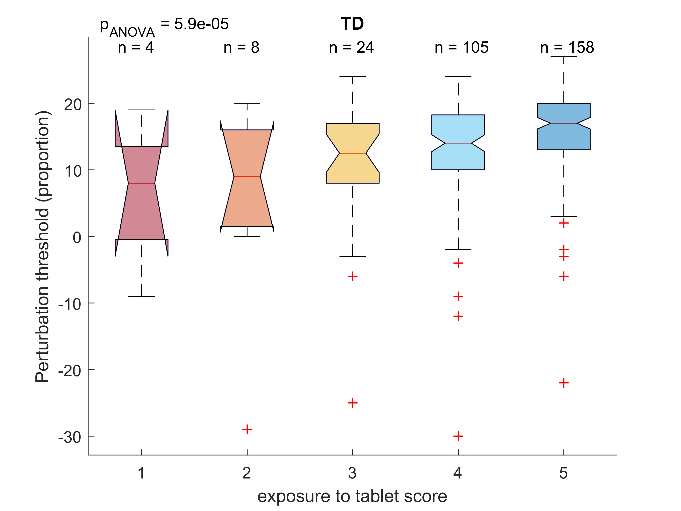 pANOVA = 5.9e-05
TD
n = 4 n = 8 n = 24 n = 105 n = 158
Perturbation threshold (proportion)
20
10
0
-10
-20
-30
1 2 3 4 5
exposure to tablet score